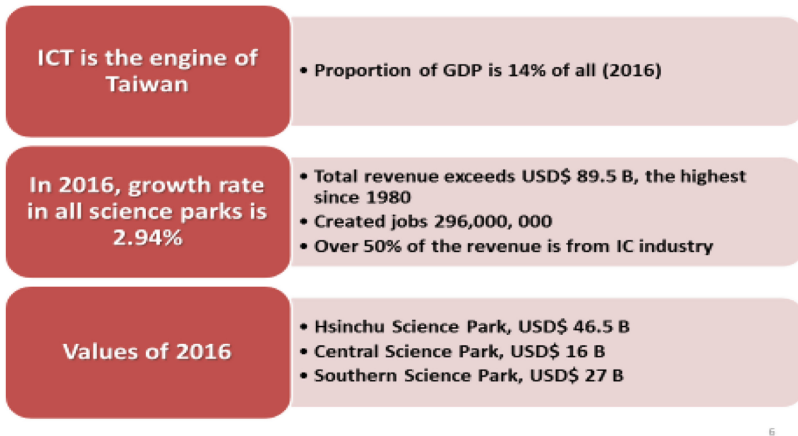 ICT is the engine of
Taiwan
• Proportion of GDP is 14% of all (2016)
In 2016, growth rate
in all science parks is
2.94%
• Total revenue exceeds USD$ 89.5 B, the highest
since 1980
• Created jobs 296,000, 000
• Over 50% of the revenue is from IC industry
Values of 2016
• Hsinchu Science Park, USD$ 46.5 B
• Central Science Park, USD$ 16 B
• Southern Science Park, USD$ 27 B
6